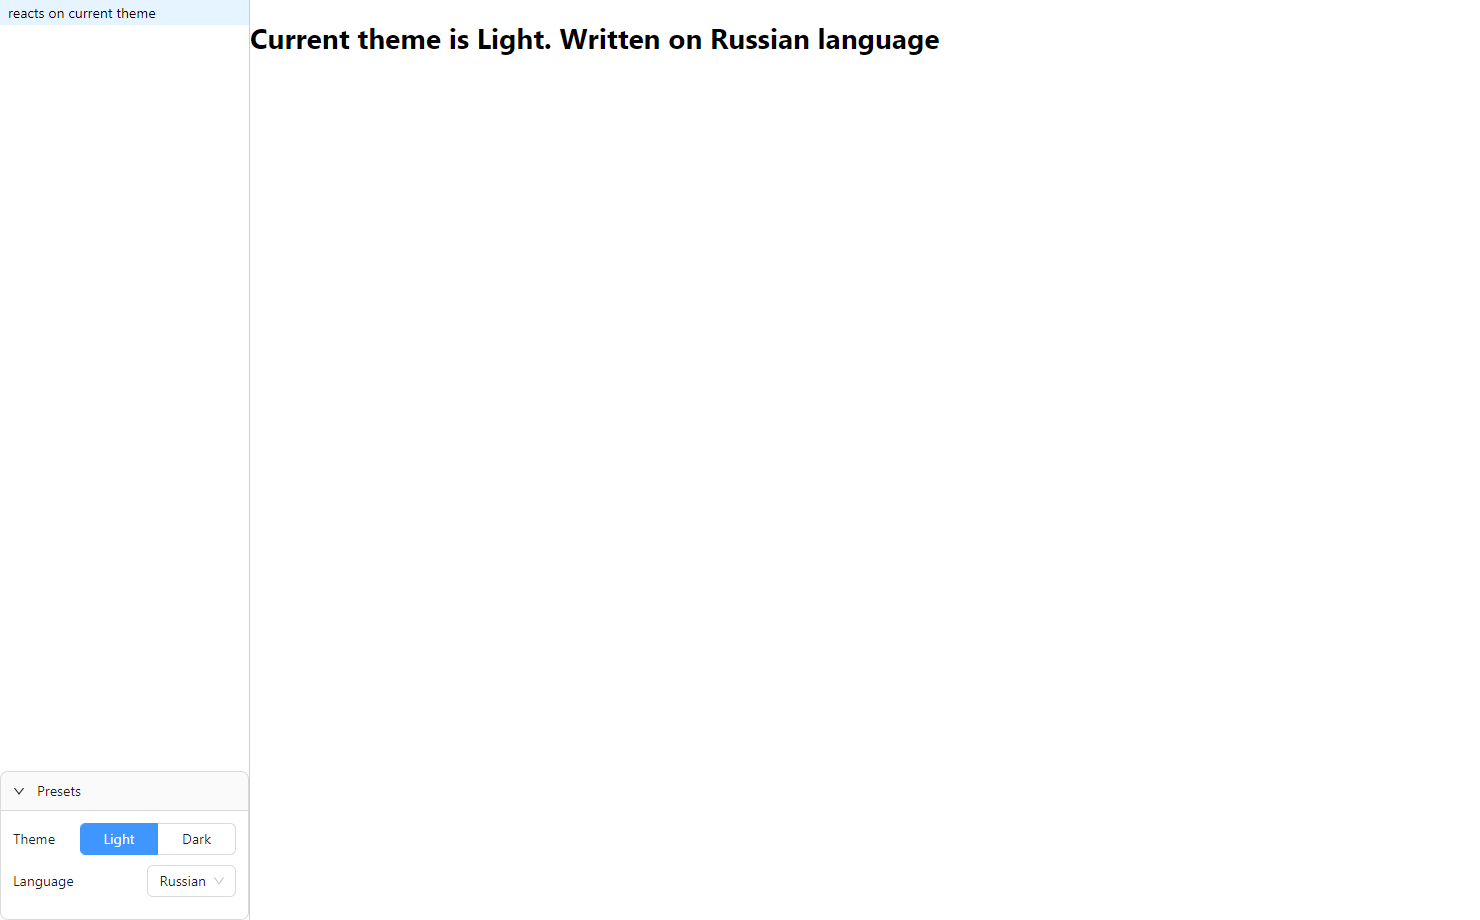 reacts on current theme
Current theme is Light. Written on Russian language
Presets
Theme Light Dark
Language Russian